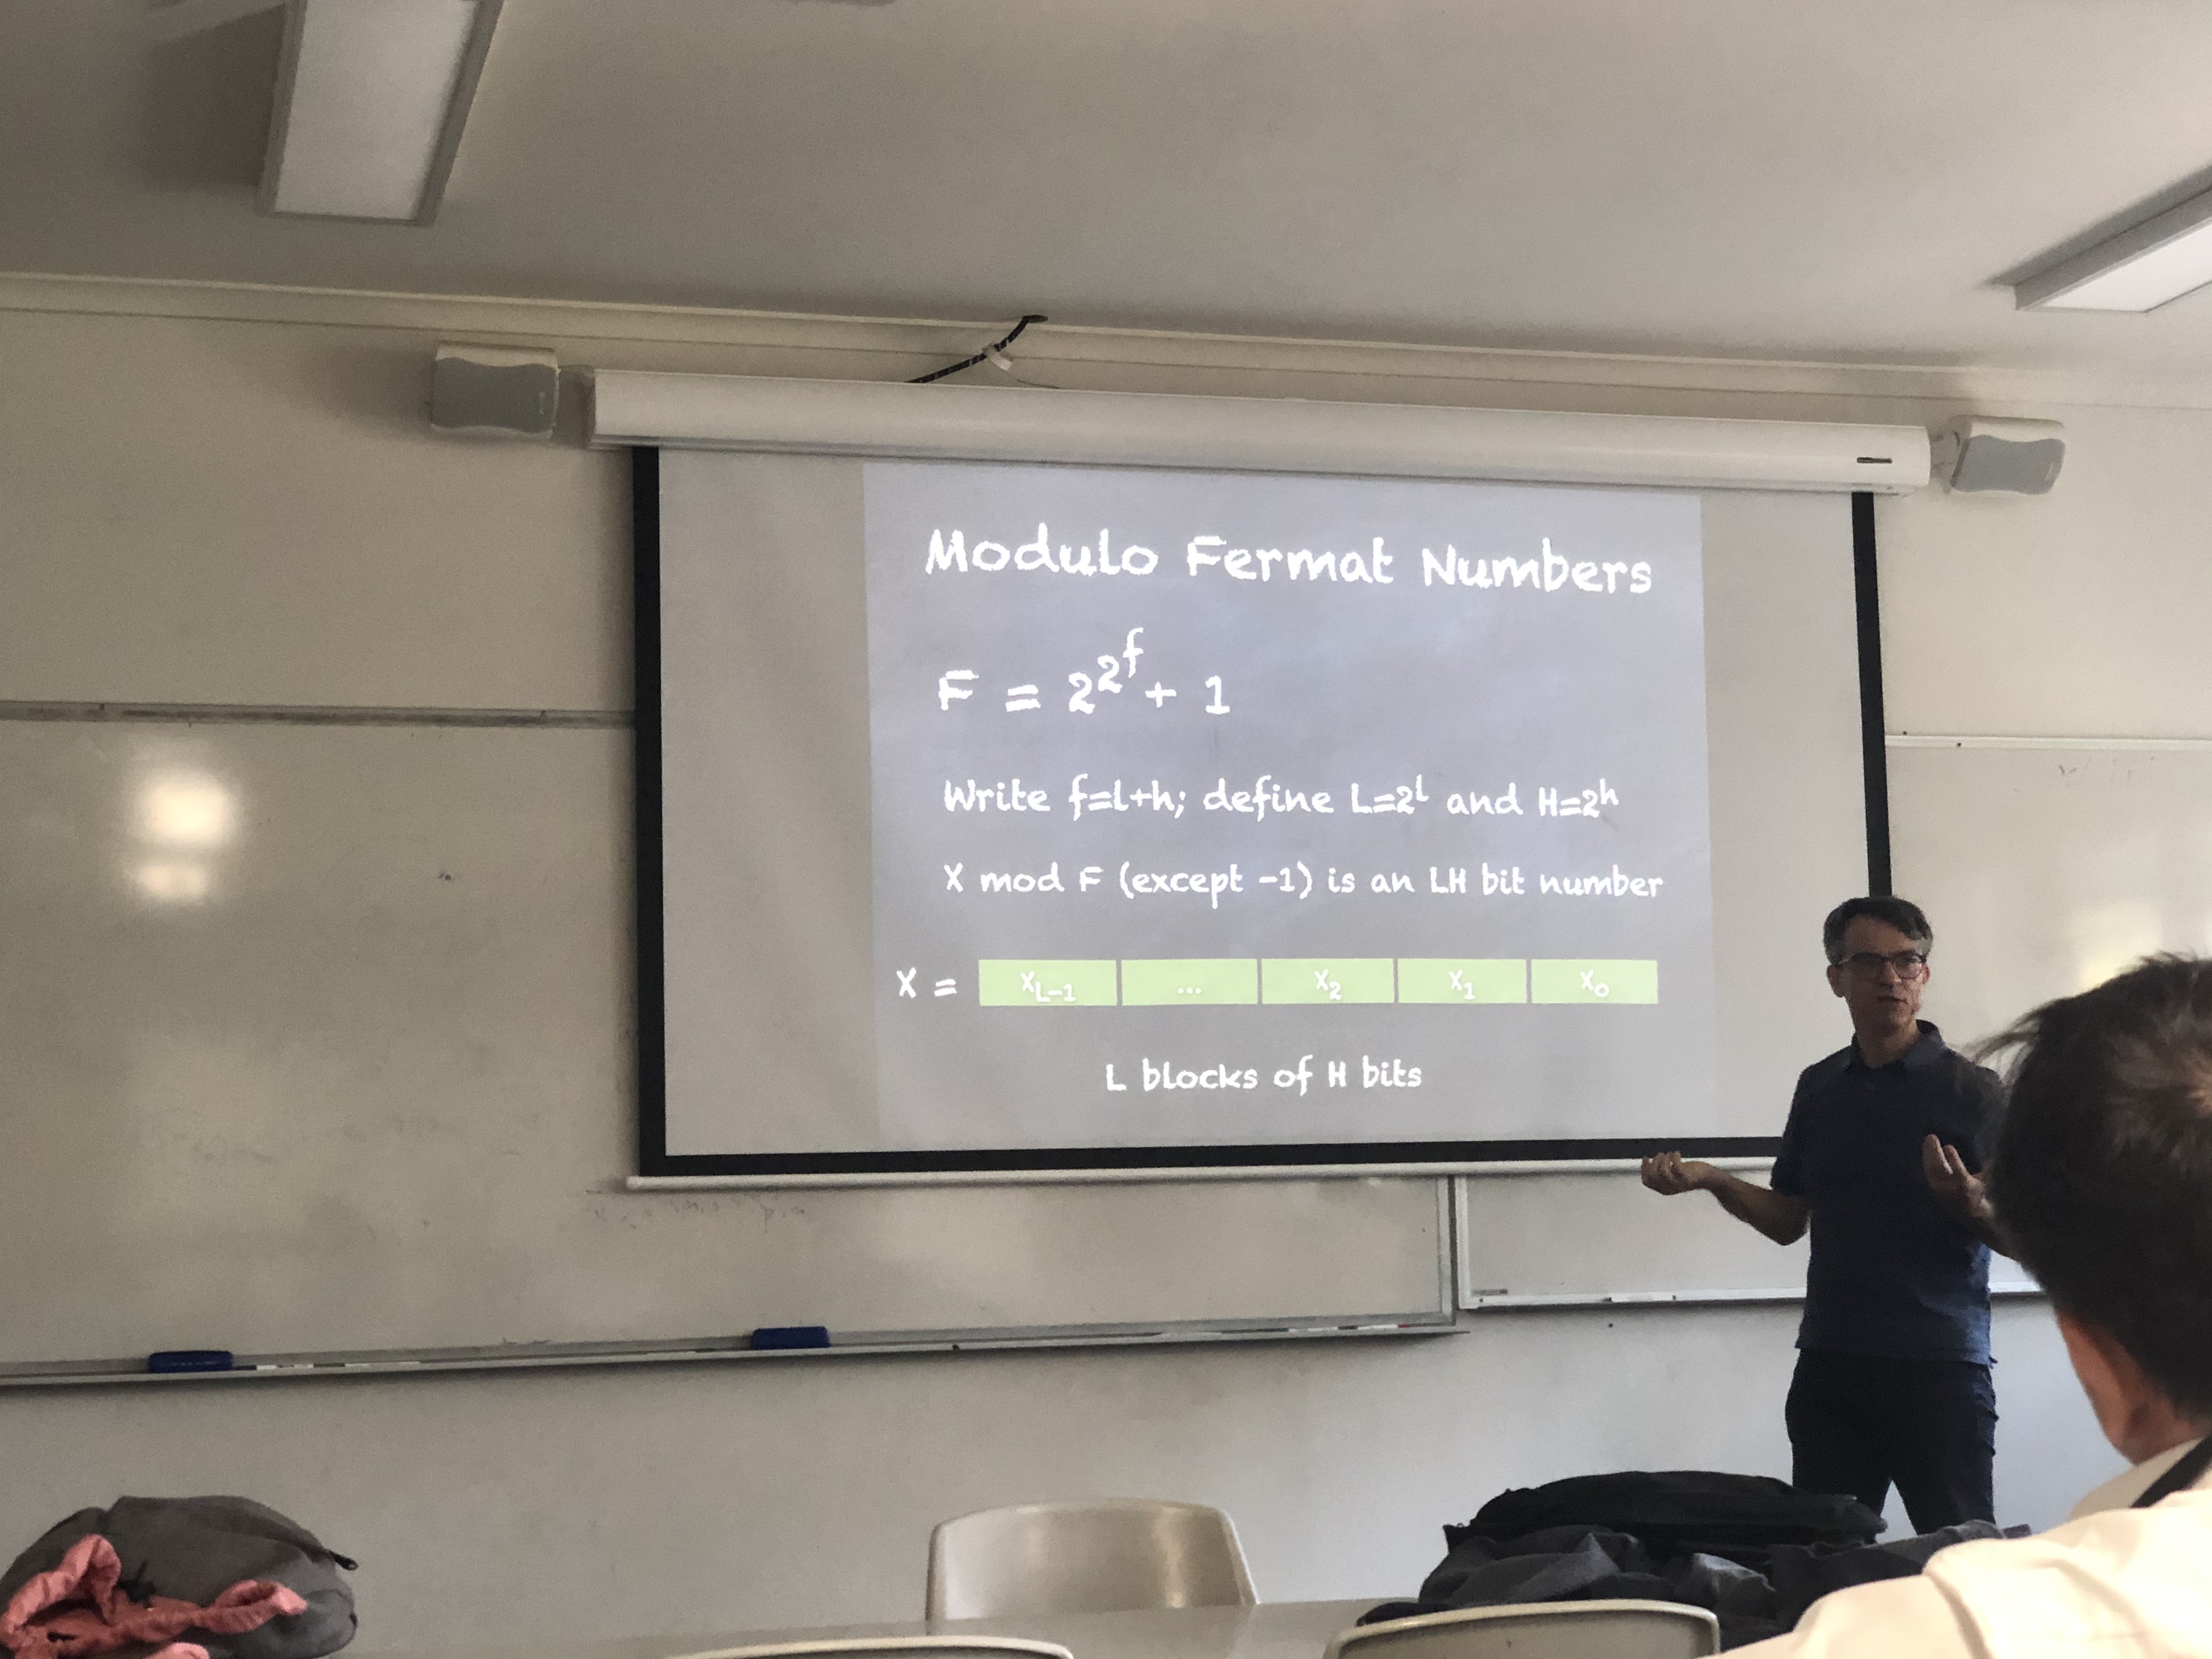 Modulo Fermat Numbers
F = 2^2^f + 1
Write f=l+h; define L=2^l and H=2^h
X mod F (except -1) is an LH bit number
X = x_L-1 ... x_2 x_1 x_0
L blocks of H bits